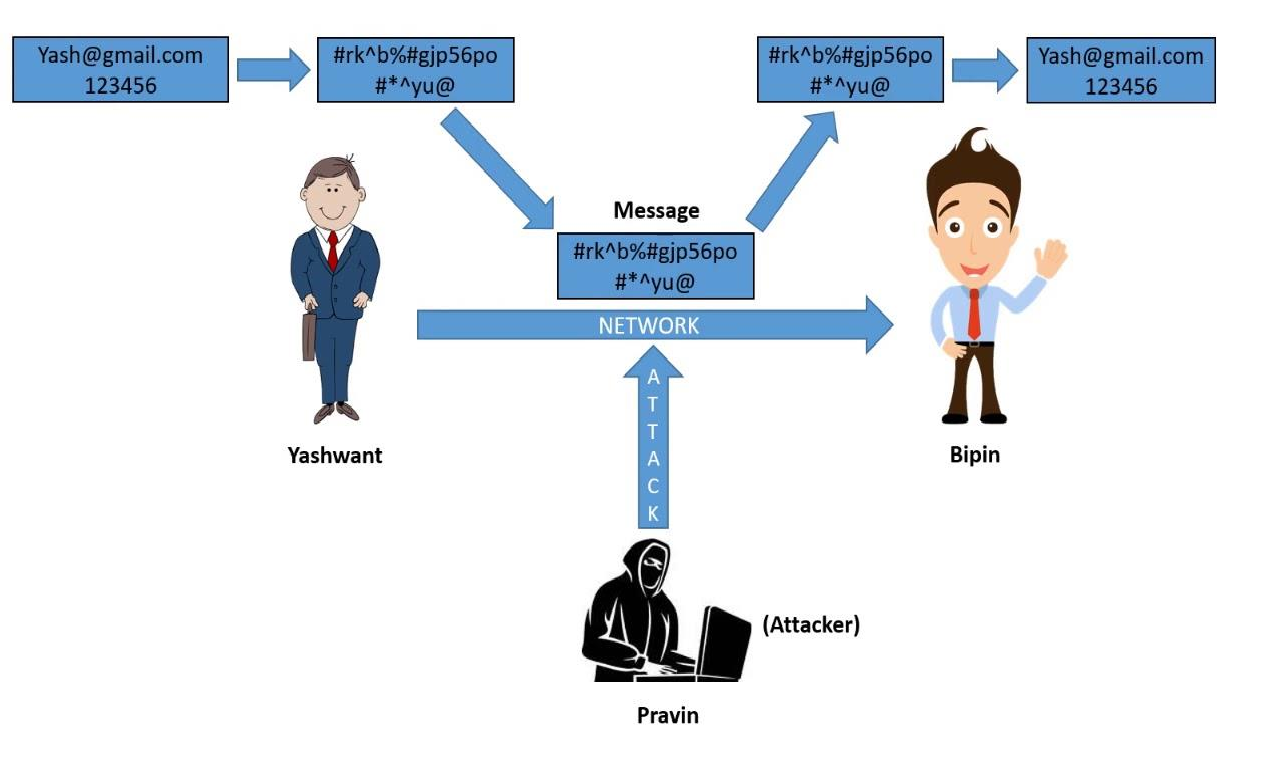 Yash@gmail.com
123456
#rk^b%#gjp56po
#*^yu@
#rk^b%#gjp56po
#*^yu@
Yash@gmail.com
123456
Message
#rk^b%#gjp56po
#*^yu@
NETWORK
A
T
T
A
C
K
Yashwant
Bipin
(Attacker)
Pravin